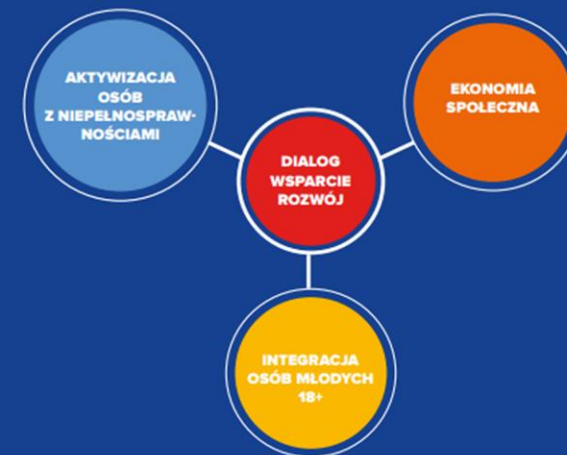 AKTYWIZACJA
OSÓB
Z NIEPEŁNOSPRAW-
NOŚCIAMI
EKONOMIA
SPOŁECZNA
DIALOG
WSPARCIE
ROZWÓJ
INTEGRACJA
OSÓB MŁODYCH
18+